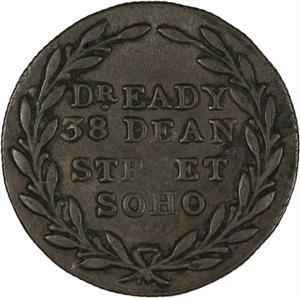 DR. EADY
38 DEAN
STREET
SOHO